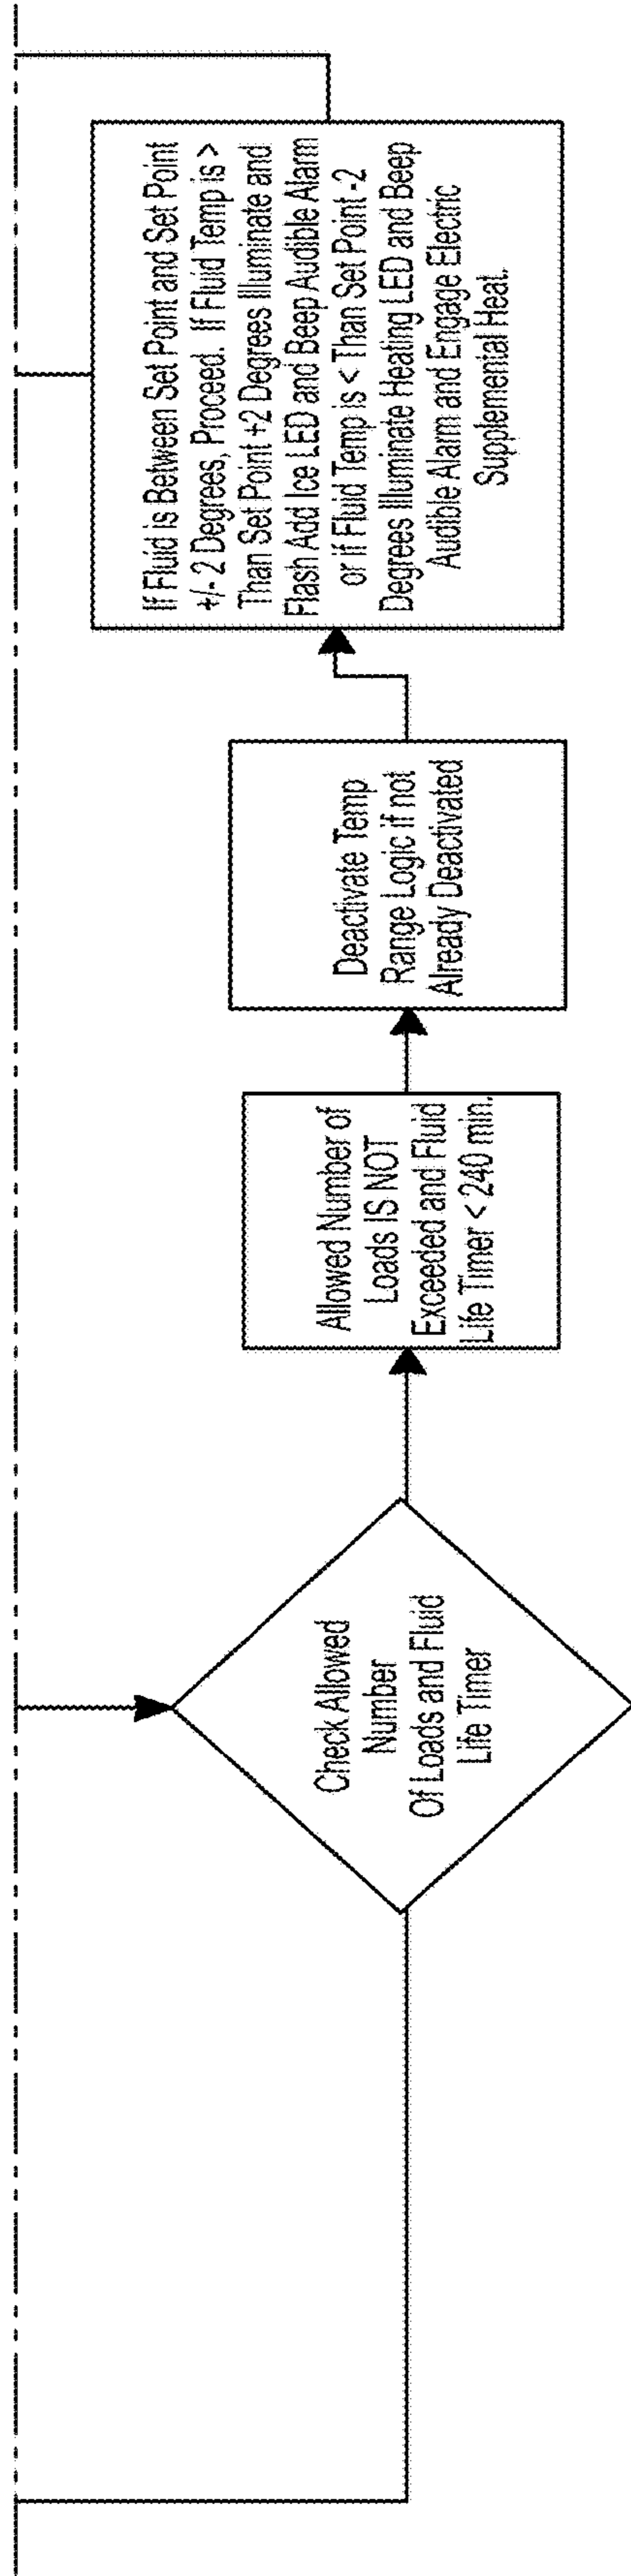 Check Allowed
Number
Of Loads and Fluid
Life Timer
Allowed Number of
Loads IS NOT
Exceeded and Fluid
Life Timer < 240 min.
Deactivate Temp
Range Logic if not
Already Deactivated
If Fluid is Between Set Point and Set Point
+/- 2 Degrees, Proceed. If Fluid Temp is >
Than Set Point +2 Degrees Illuminate and
Flash Add Ice LED and Beep Audible Alarm
or if Fluid Temp is < Than Set Point -2
Degrees Illuminate Heating LED and Beep
Audible Alarm and Engage Electric
Supplemental Heat.